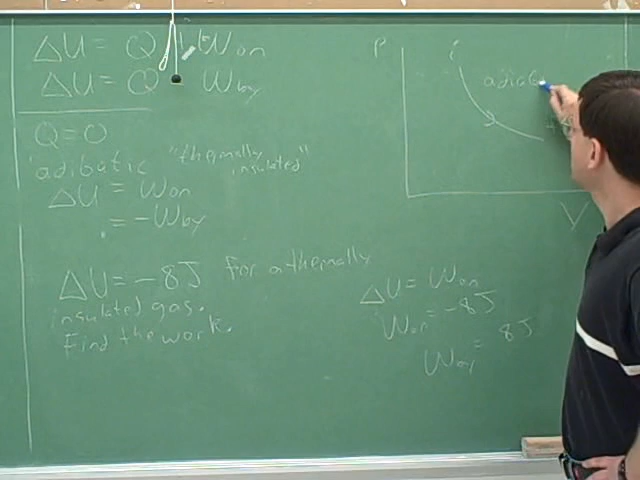 ΔU = Q + Won
ΔU = Q - Wby
Q = 0
adibatic "thermally insulated"
ΔU = Won
= -Wby
ΔU = -8J for a thermally
insulated gas.
Find the work.
P
i
adiab
V
ΔU = Won
Won = -8J
Wby = 8J